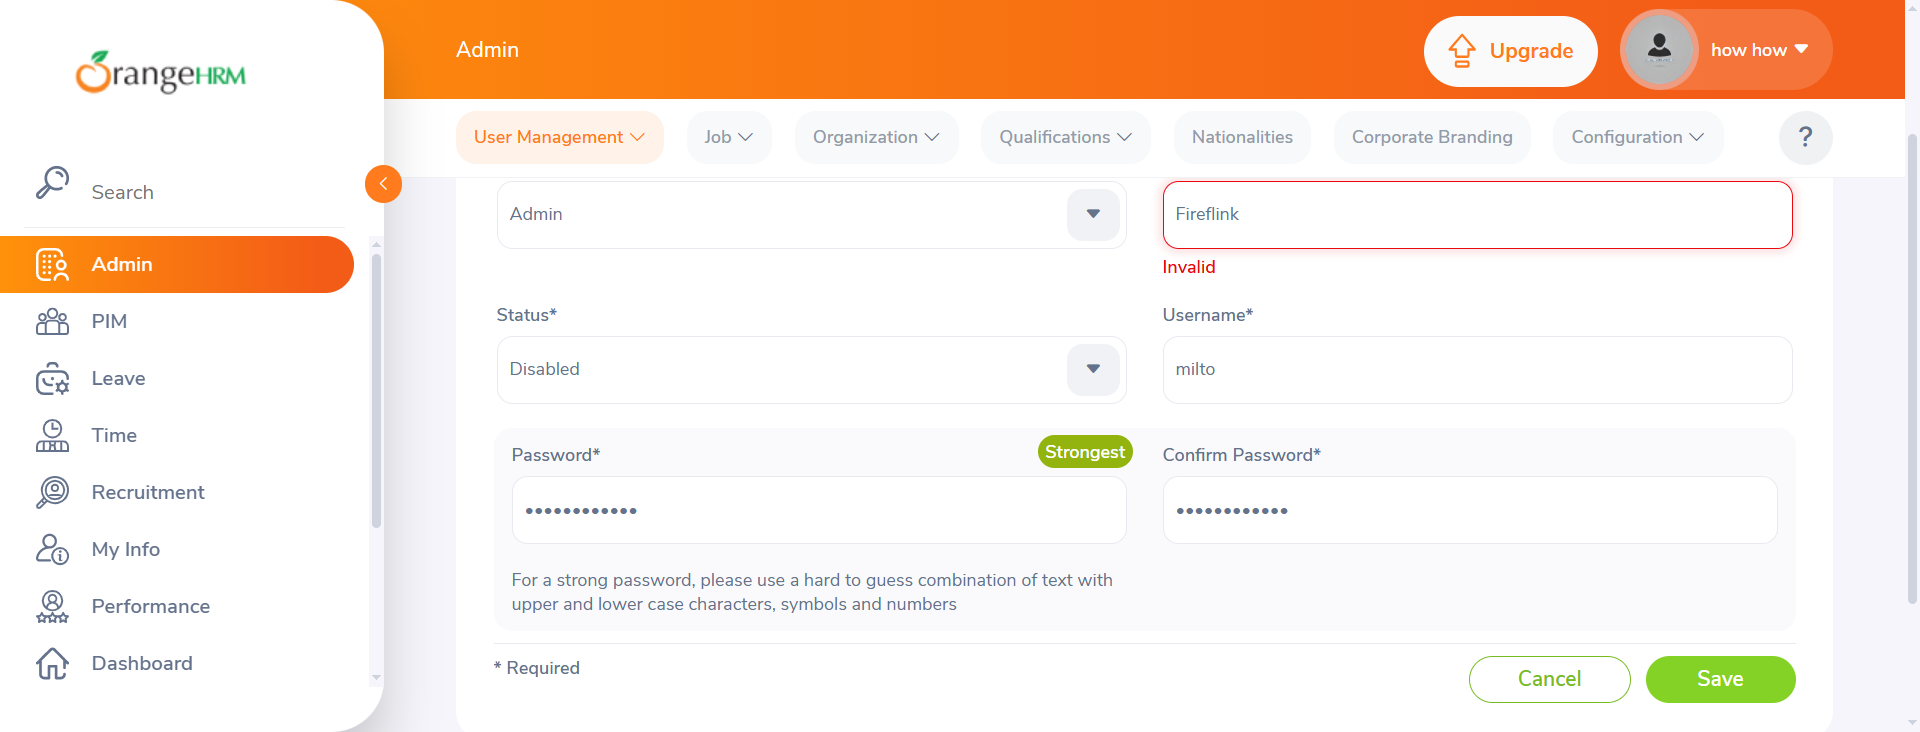 OrangeHRM
Admin
Upgrade
how how
User Management
Job
Organization
Qualifications
Nationalities
Corporate Branding
Configuration
?
Search
Admin
PIM
Leave
Time
Recruitment
My Info
Performance
Dashboard
Admin
Fireflink
Invalid
Status*
Username*
Disabled
milto
Password*
Strongest
Confirm Password*
••••••••••••
••••••••••••
For a strong password, please use a hard to guess combination of text with
upper and lower case characters, symbols and numbers
* Required
Cancel
Save